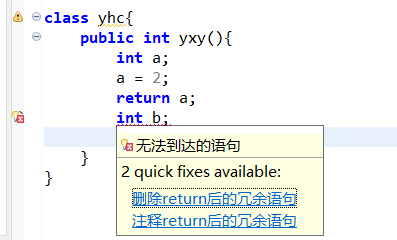 class yhc{
public int yxy(){
int a;
a = 2;
return a;
int b;
无法到达的语句
2 quick fixes available:
删除return后的冗余语句
注释return后的冗余语句
}
}